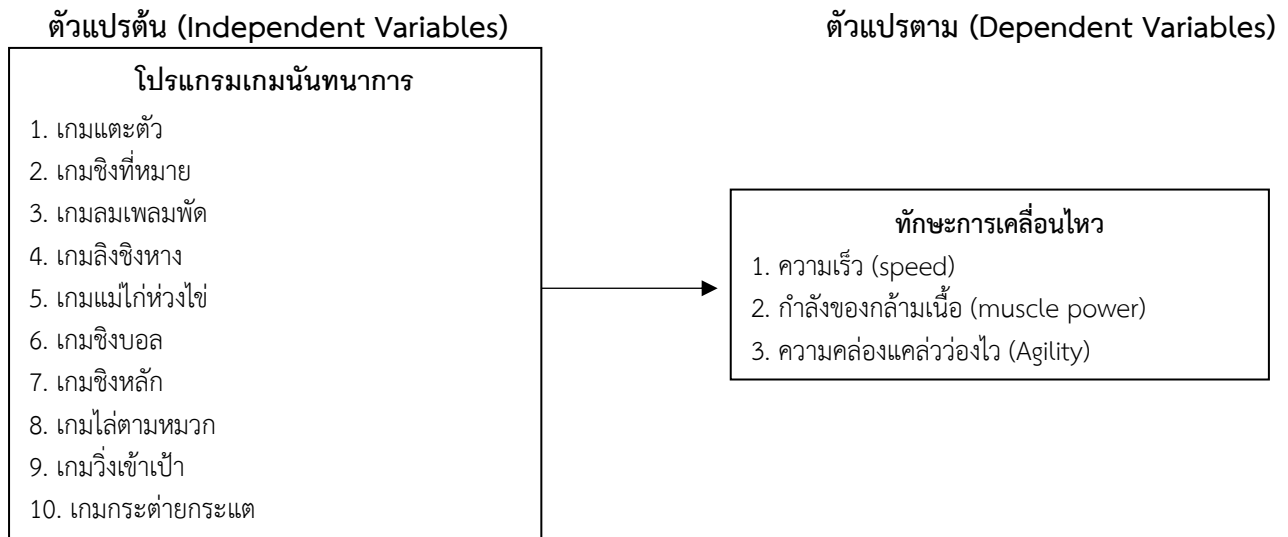 ตัวแปรต้น (Independent Variables)
ตัวแปรตาม (Dependent Variables)
โปรแกรมเกมนันทนาการ
1. เกมแตะตัว
2. เกมชิงที่หมาย
3. เกมลมเพลมพัด
4. เกมลิงชิงหาง
5. เกมแม่ไก่ห่วงไข่
6. เกมชิงบอล
7. เกมชิงหลัก
8. เกมไล่ตามหมวก
9. เกมวิ่งเข้าเป้า
10. เกมกระต่ายกระแต
ทักษะการเคลื่อนไหว
1. ความเร็ว (speed)
2. กำลังของกล้ามเนื้อ (muscle power)
3. ความคล่องแคล่วว่องไว (Agility)